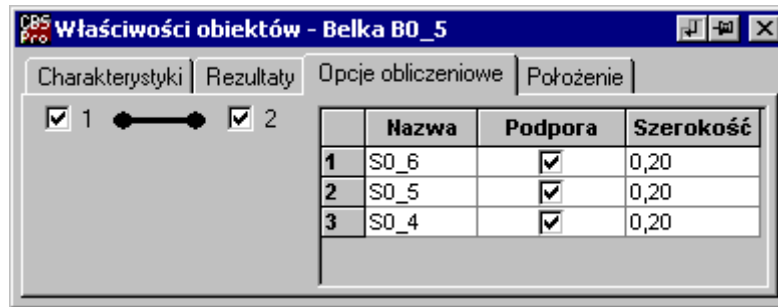 CBS Pro Właściwości obiektów - Belka B0_5
Charakterystyki Rezultaty Opcje obliczeniowe Położenie
1 2
Nazwa Podpora Szerokość
1 S0_6 0,20
2 S0_5 0,20
3 S0_4 0,20